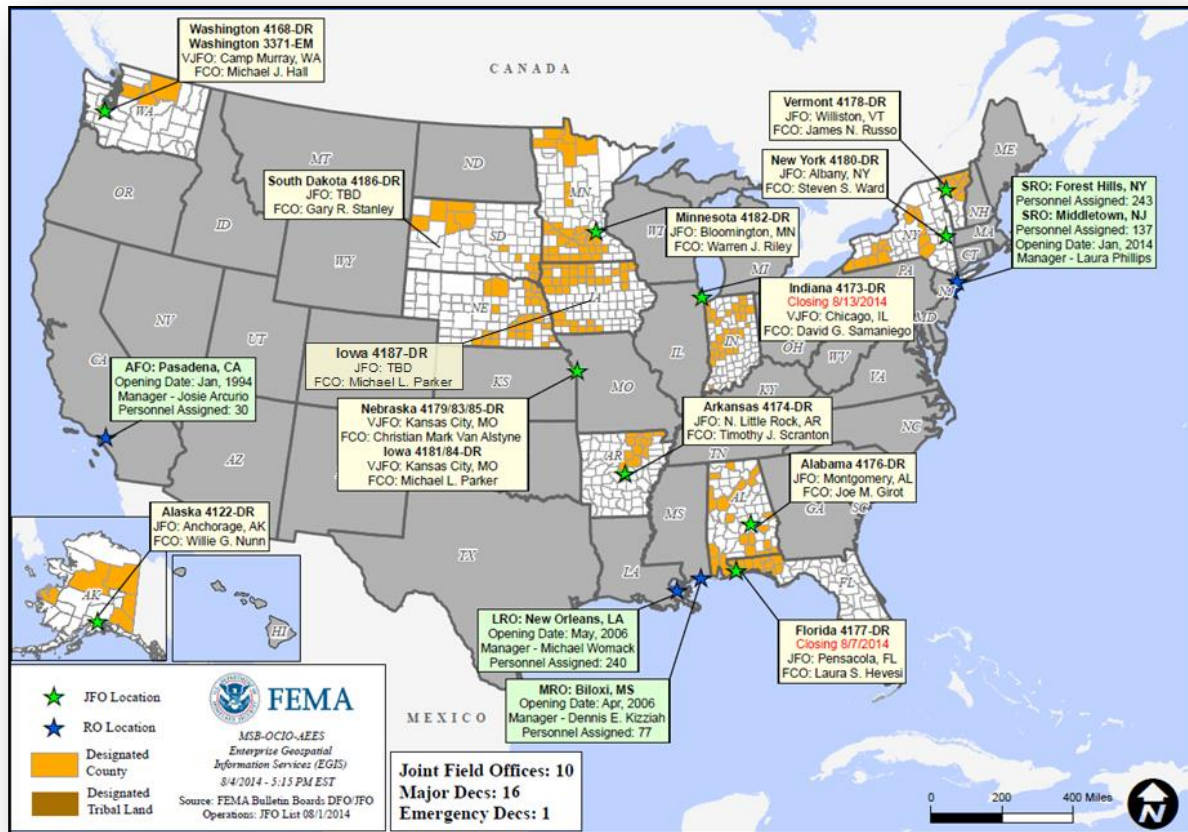 Washington 4168-DR
Washington 3371-EM
VJFO: Camp Murray, WA
FCO: Michael J. Hall
CANADA
Vermont 4178-DR
JFO: Williston, VT
FCO: James N. Russo
New York 4180-DR
JFO: Albany, NY
FCO: Steven S. Ward
SRO: Forest Hills, NY
Personnel Assigned: 243
SRO: Middletown, NJ
Personnel Assigned: 137
Opening Date: Jan, 2014
Manager - Laura Phillips
South Dakota 4186-DR
JFO: TBD
FCO: Gary R. Stanley
Minnesota 4182-DR
JFO: Bloomington, MN
FCO: Warren J. Riley
Indiana 4173-DR
Closing 8/13/2014
VJFO: Chicago, IL
FCO: David G. Samaniego
Iowa 4187-DR
JFO: TBD
FCO: Michael L. Parker
AFO: Pasadena, CA
Opening Date: Jan, 1994
Manager - Josie Arcurio
Personnel Assigned: 30
Nebraska 4179/83/85-DR
VJFO: Kansas City, MO
FCO: Christian Mark Van Alstyne
Iowa 4181/84-DR
VJFO: Kansas City, MO
FCO: Michael L. Parker
Arkansas 4174-DR
JFO: N. Little Rock, AR
FCO: Timothy J. Scranton
Alabama 4176-DR
JFO: Montgomery, AL
FCO: Joe M. Girot
Alaska 4122-DR
JFO: Anchorage, AK
FCO: Willie G. Nunn
LRO: New Orleans, LA
Opening Date: May, 2006
Manager - Michael Womack
Personnel Assigned: 240
Florida 4177-DR
Closing 8/7/2014
JFO: Pensacola, FL
FCO: Laura S. Hevesi
MRO: Biloxi, MS
Opening Date: Apr, 2006
Manager - Dennis E. Kizziah
Personnel Assigned: 77
MEXICO
WA
MT
ND
MN
ME
OR
ID
SD
WI
MI
NY
NH
MA
CT
WY
NE
IA
PA
NJ
MD
NV
UT
IL
IN
OH
WV
VA
CA
KS
MO
KY
NC
AZ
AR
TN
SC
MS
AL
GA
TX
LA
FL
AK
HI
JFO Location
RO Location
Designated
County
Designated
Tribal Land
FEMA
MSB-OCIO-AEES
Enterprise Geospatial
Information Services (EGIS)
8/4/2014 - 5:15 PM EST
Source: FEMA Bulletin Boards DFO/JFO
Operations: JFO List 08/1/2014
Joint Field Offices: 10
Major Decs: 16
Emergency Decs: 1
0 200 400 Miles
N